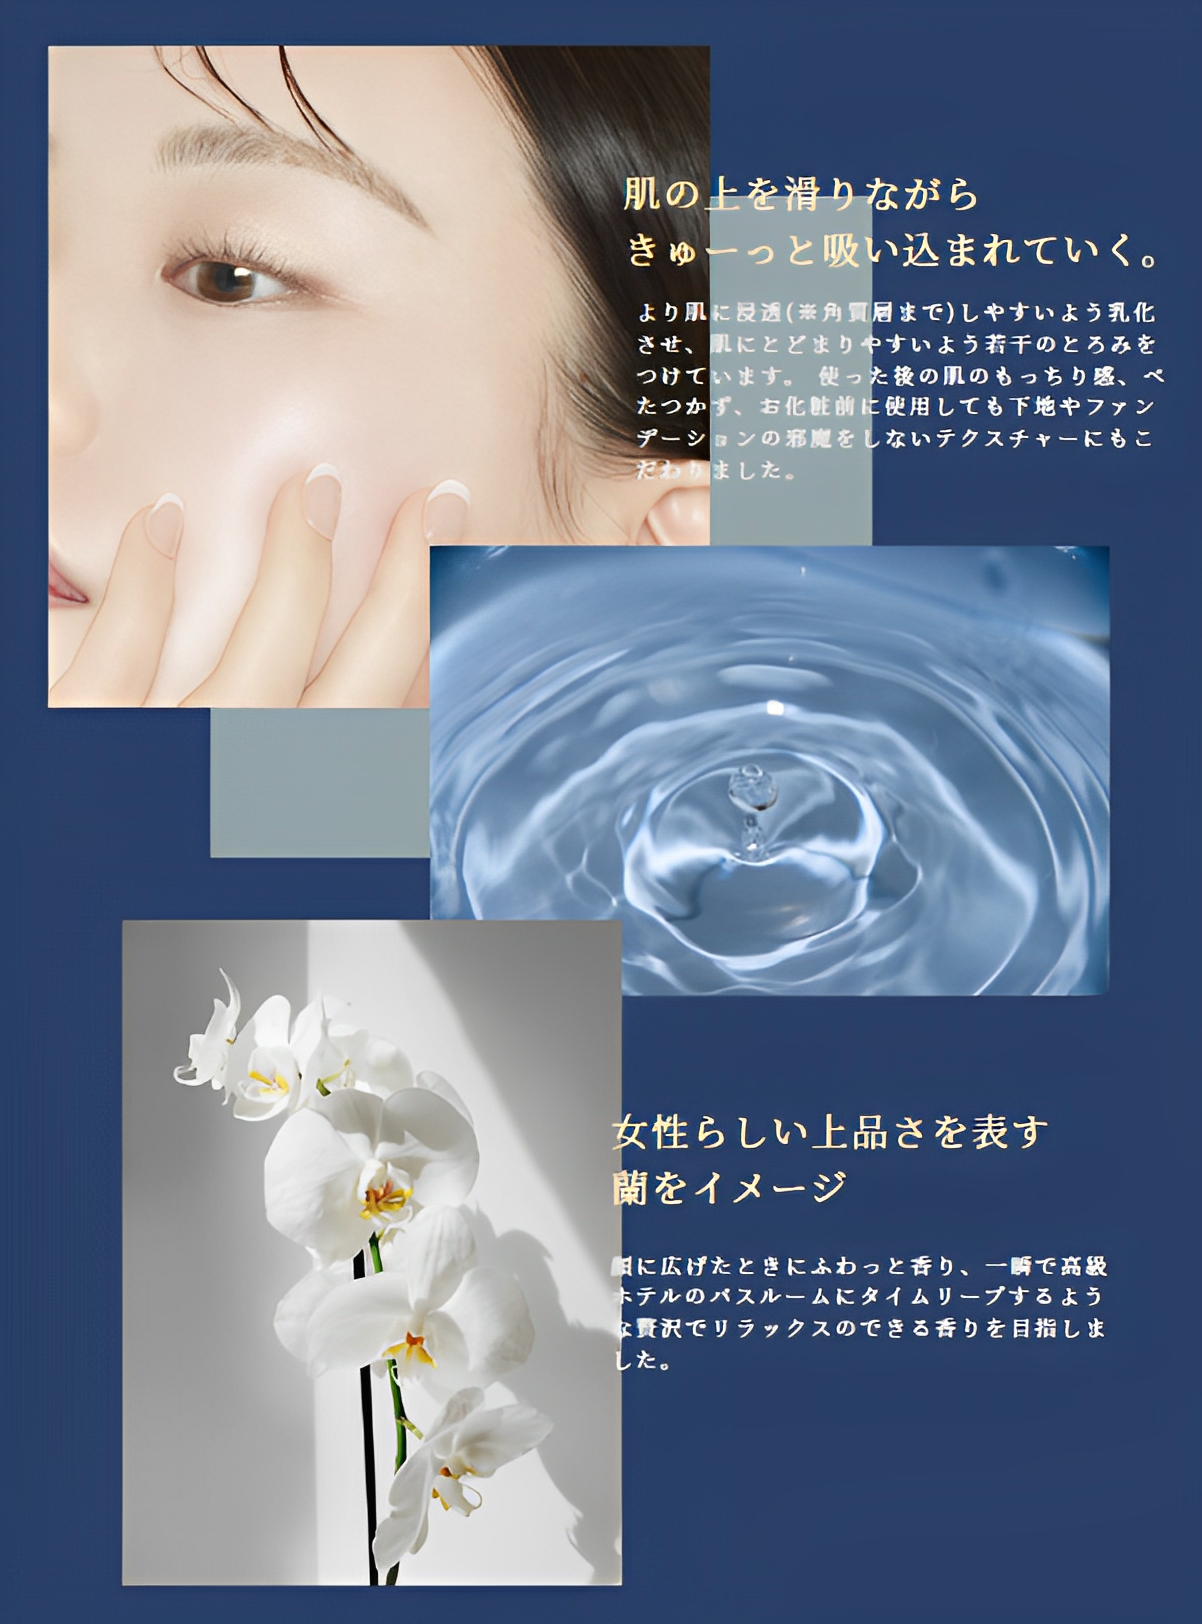 肌の上を滑りながら
きゅーっと吸い込まれていく。
より肌に浸透(※角質層まで)しやすいよう乳化
させ、肌にとどまりやすいよう若干のとろみを
つけています。 使った後の肌のもっちり感、べ
たつかず、お化粧前に使用しても下地やファン
デーションの邪魔をしないテクスチャーにもこ
だわりました。
女性らしい上品さを表す
蘭をイメージ
顔に広げたときにふわっと香り、一瞬で高級
ホテルのバスルームにタイムリープするよう
な贅沢でリラックスのできる香りを目指しま
した。